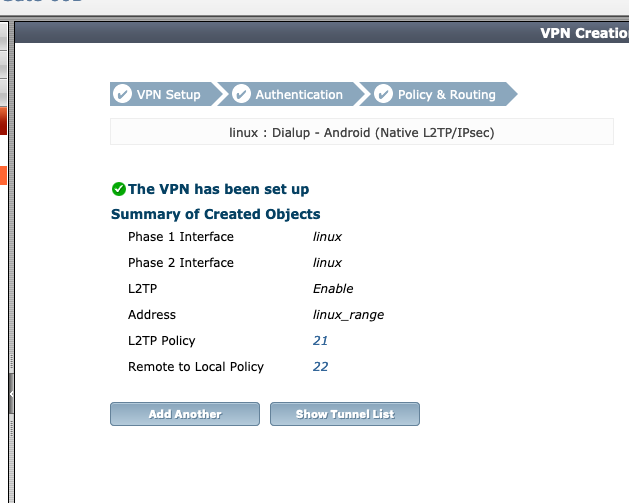 VPN Creatio
VPN Setup
Authentication
Policy & Routing
linux : Dialup - Android (Native L2TP/IPsec)
The VPN has been set up
Summary of Created Objects
Phase 1 Interface linux
Phase 2 Interface linux
L2TP Enable
Address linux_range
L2TP Policy 21
Remote to Local Policy 22
Add Another
Show Tunnel List